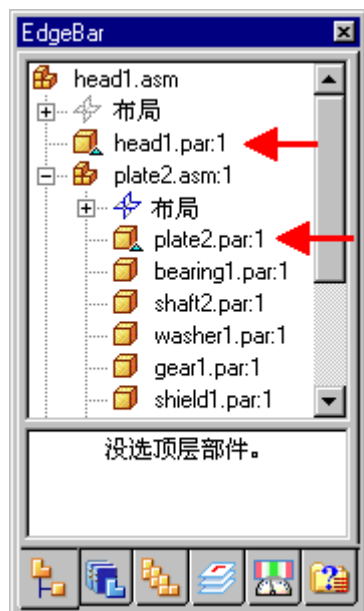 EdgeBar
head1.asm
布局
head1.par:1
plate2.asm:1
布局
plate2.par:1
bearing1.par:1
shaft2.par:1
washer1.par:1
gear1.par:1
shield1.par:1
没选顶层部件。